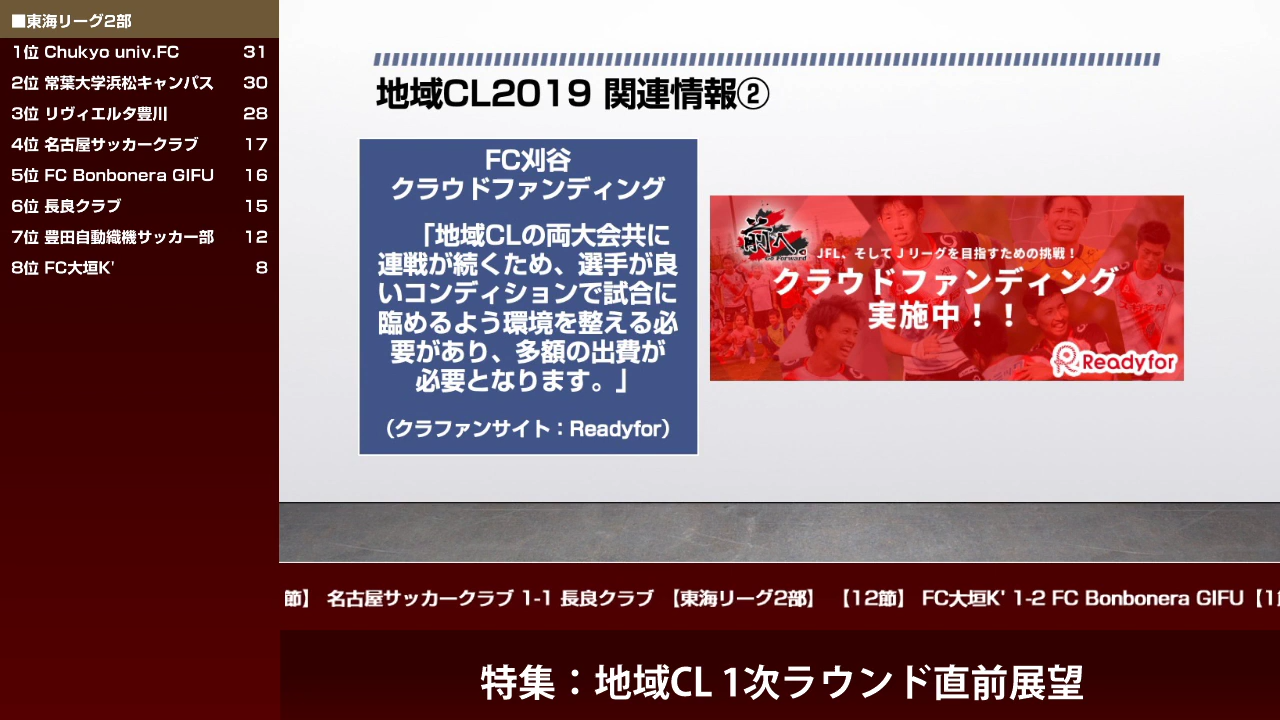 ■東海リーグ2部
1位 Chukyo univ.FC 31
2位 常葉大学浜松キャンパス 30
3位 リヴィエルタ豊川 28
4位 名古屋サッカークラブ 17
5位 FC Bonbonera GIFU 16
6位 長良クラブ 15
7位 豊田自動織機サッカー部 12
8位 FC大垣K' 8
地域CL2019 関連情報②
FC刈谷
クラウドファンディング
「地域CLの両大会共に
連戦が続くため、選手が良
いコンディションで試合に
臨めるよう環境を整える必
要があり、多額の出費が
必要となります。」
（クラファンサイト：Readyfor）
前へ。
Go Forward
JFL、そしてJリーグを目指すための挑戦！
クラウドファンディング
実施中！！
Readyfor
節】 名古屋サッカークラブ 1-1 長良クラブ 【東海リーグ2部】 【12節】 FC大垣K' 1-2 FC Bonbonera GIFU【1
特集：地域CL 1次ラウンド直前展望